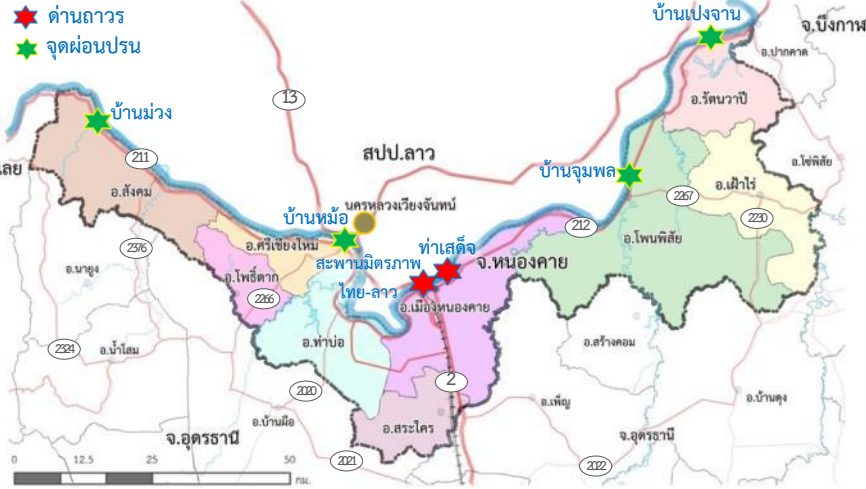 ด่านถาวร
จุดผ่อนปรน
บ้านเปงจาน
จ.บึงกาฬ
อ.ปากคาด
อ.รัตนวาปี
13
บ้านม่วง
211
สปป.ลาว
เลย
อ.สังคม
บ้านจุมพล
อ.โซ่พิสัย
อ.เฝ้าไร่
2267
2230
นครหลวงเวียงจันทน์
บ้านหม้อ
212
2376
อ.ศรีเชียงใหม่
ท่าเสด็จ
อ.โพนพิสัย
สะพานมิตรภาพ
ไทย-ลาว
จ.หนองคาย
อ.นายูง
อ.โพธิ์ตาก
2266
อ.เมืองหนองคาย
อ.ท่าบ่อ
อ.สร้างคอม
2324
อ.น้ำโสม
2
2020
อ.เพ็ญ
อ.บ้านดุง
อ.บ้านผือ
อ.สระใคร
จ.อุดรธานี
จ.อุดรธานี
2021
2022
0 12.5 25 50
กม.